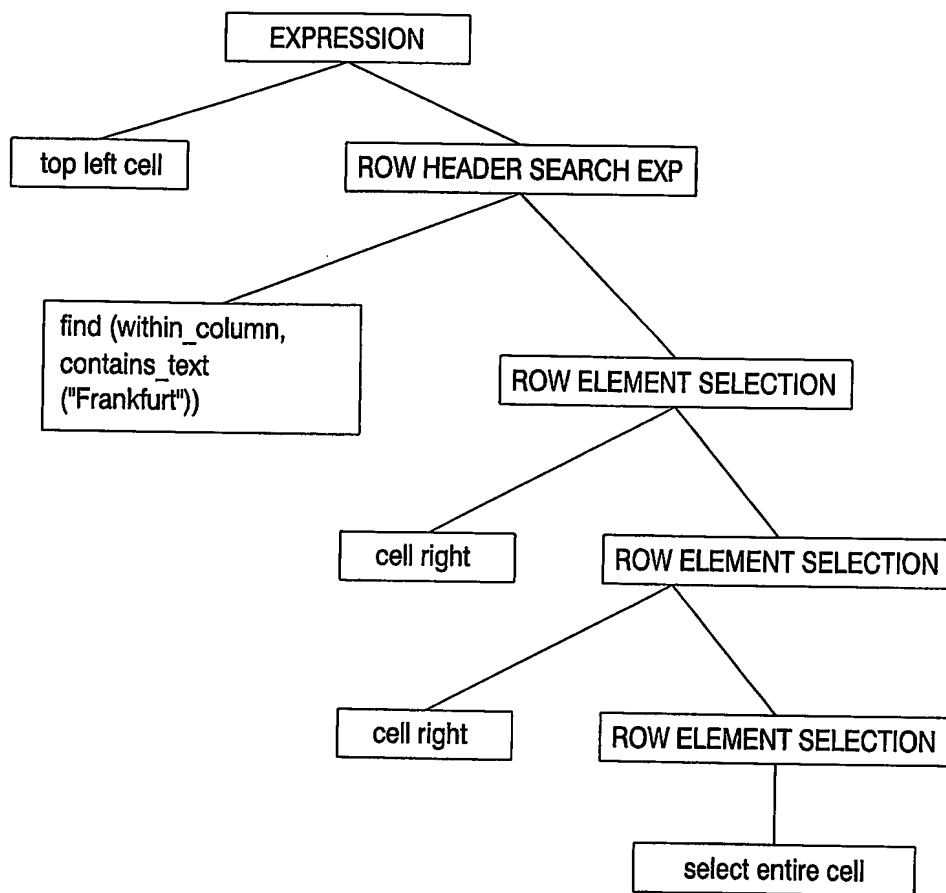 EXPRESSION
top left cell
ROW HEADER SEARCH EXP
find (within_column,
contains_text
("Frankfurt"))
ROW ELEMENT SELECTION
cell right
ROW ELEMENT SELECTION
cell right
ROW ELEMENT SELECTION
select entire cell